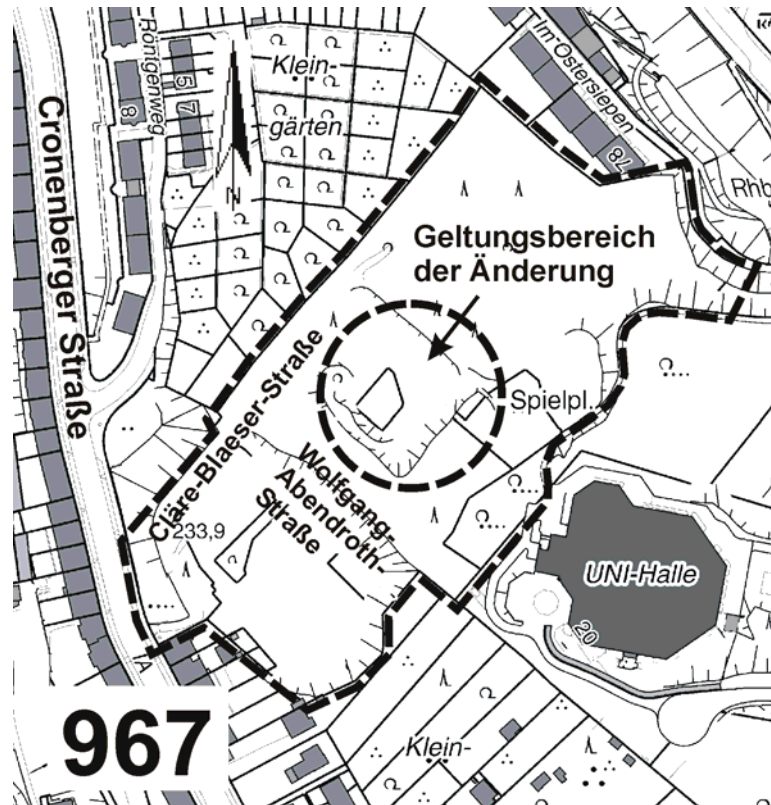 Röntgenweg
5
7
8
Klein-
gärten
N
Im Ostersiepen
78
Rhb
Cronenberger Straße
Geltungsbereich
der Änderung
Cläre-Blaeser-Straße
Spielpl.
Wolfgang-
Abendroth-
Straße
233,9
UNI-Halle
20
967
Klein-